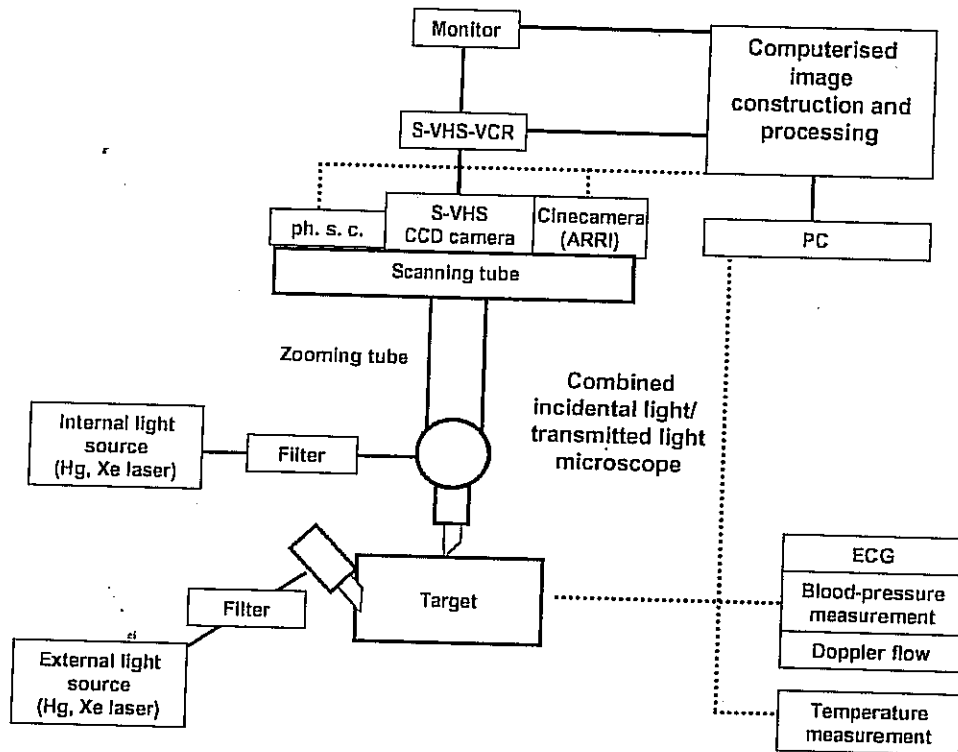 Monitor
Computerised
image
construction and
processing
S-VHS-VCR
ph. s. c.
S-VHS
CCD camera
Cinecamera
(ARRI)
PC
Scanning tube
Zooming tube
Combined
incidental light/
transmitted light
microscope
Internal light
source
(Hg, Xe laser)
Filter
ECG
Blood-pressure
measurement
Doppler flow
Target
Filter
External light
source
(Hg, Xe laser)
Temperature
measurement